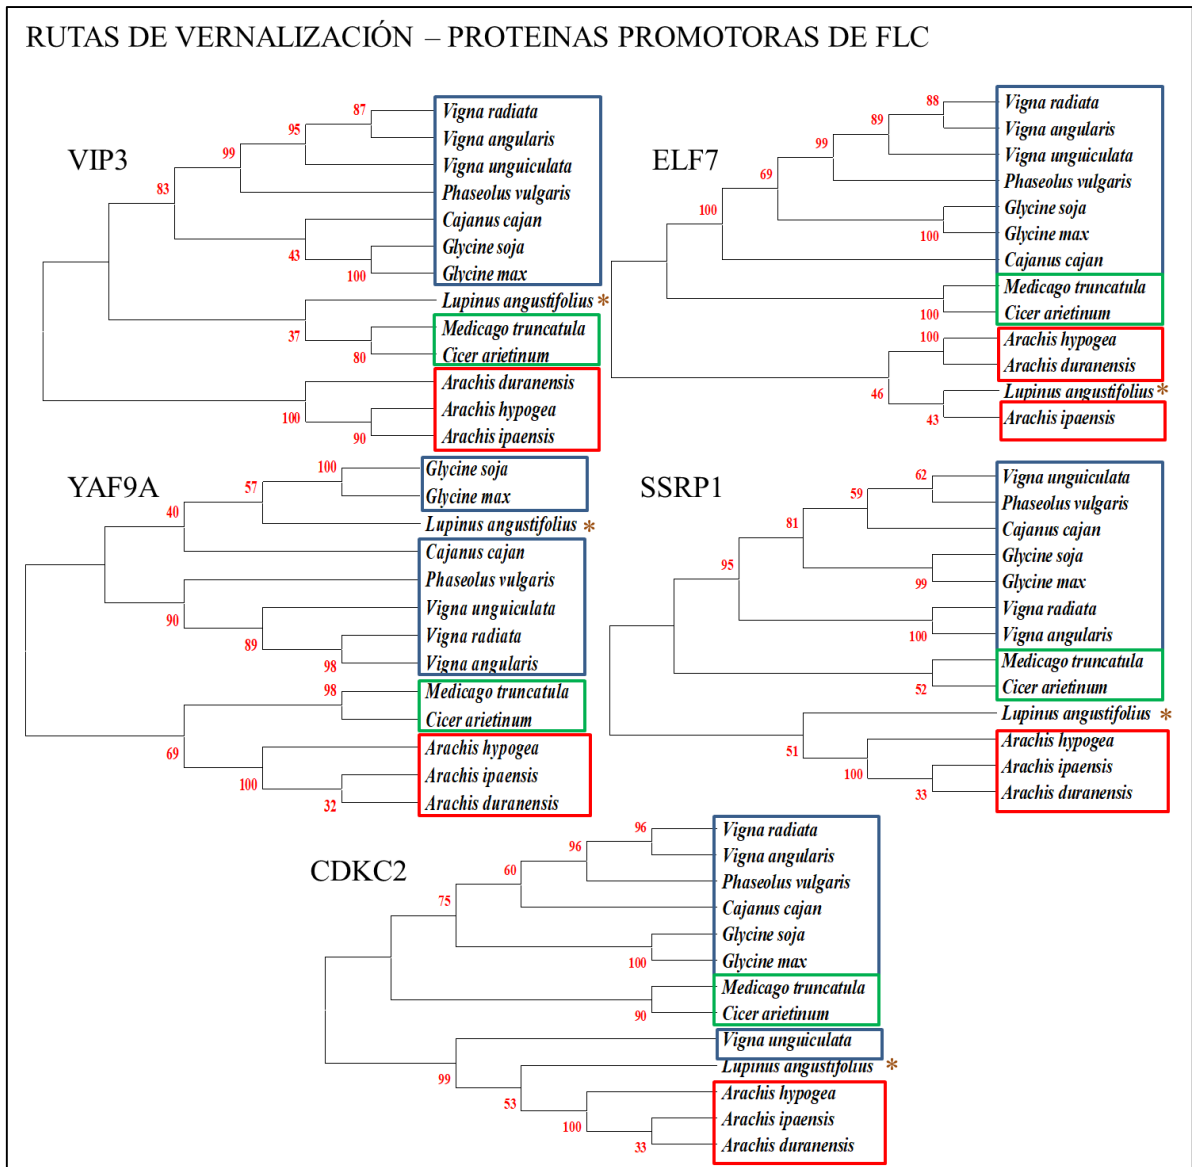 RUTAS DE VERNALIZACIÓN – PROTEINAS PROMOTORAS DE FLC
VIP3
87
95
99
83
43
100
37
80
100
90
Vigna radiata
Vigna angularis
Vigna unguiculata
Phaseolus vulgaris
Cajanus cajan
Glycine soja
Glycine max
Lupinus angustifolius *
Medicago truncatula
Cicer arietinum
Arachis duranensis
Arachis hypogea
Arachis ipaensis
ELF7
88
89
99
69
100
100
100
100
46
43
Vigna radiata
Vigna angularis
Vigna unguiculata
Phaseolus vulgaris
Glycine soja
Glycine max
Cajanus cajan
Medicago truncatula
Cicer arietinum
Arachis hypogea
Arachis duranensis
Lupinus angustifolius *
Arachis ipaensis
YAF9A
100
57
40
90
89
98
98
69
100
32
Glycine soja
Glycine max
Lupinus angustifolius *
Cajanus cajan
Phaseolus vulgaris
Vigna unguiculata
Vigna radiata
Vigna angularis
Medicago truncatula
Cicer arietinum
Arachis hypogea
Arachis ipaensis
Arachis duranensis
SSRP1
62
59
81
95
99
100
52
51
100
33
Vigna unguiculata
Phaseolus vulgaris
Cajanus cajan
Glycine soja
Glycine max
Vigna radiata
Vigna angularis
Medicago truncatula
Cicer arietinum
Lupinus angustifolius *
Arachis hypogea
Arachis ipaensis
Arachis duranensis
CDKC2
96
96
60
75
100
90
99
53
100
33
Vigna radiata
Vigna angularis
Phaseolus vulgaris
Cajanus cajan
Glycine soja
Glycine max
Medicago truncatula
Cicer arietinum
Vigna unguiculata
Lupinus angustifolius *
Arachis hypogea
Arachis ipaensis
Arachis duranensis